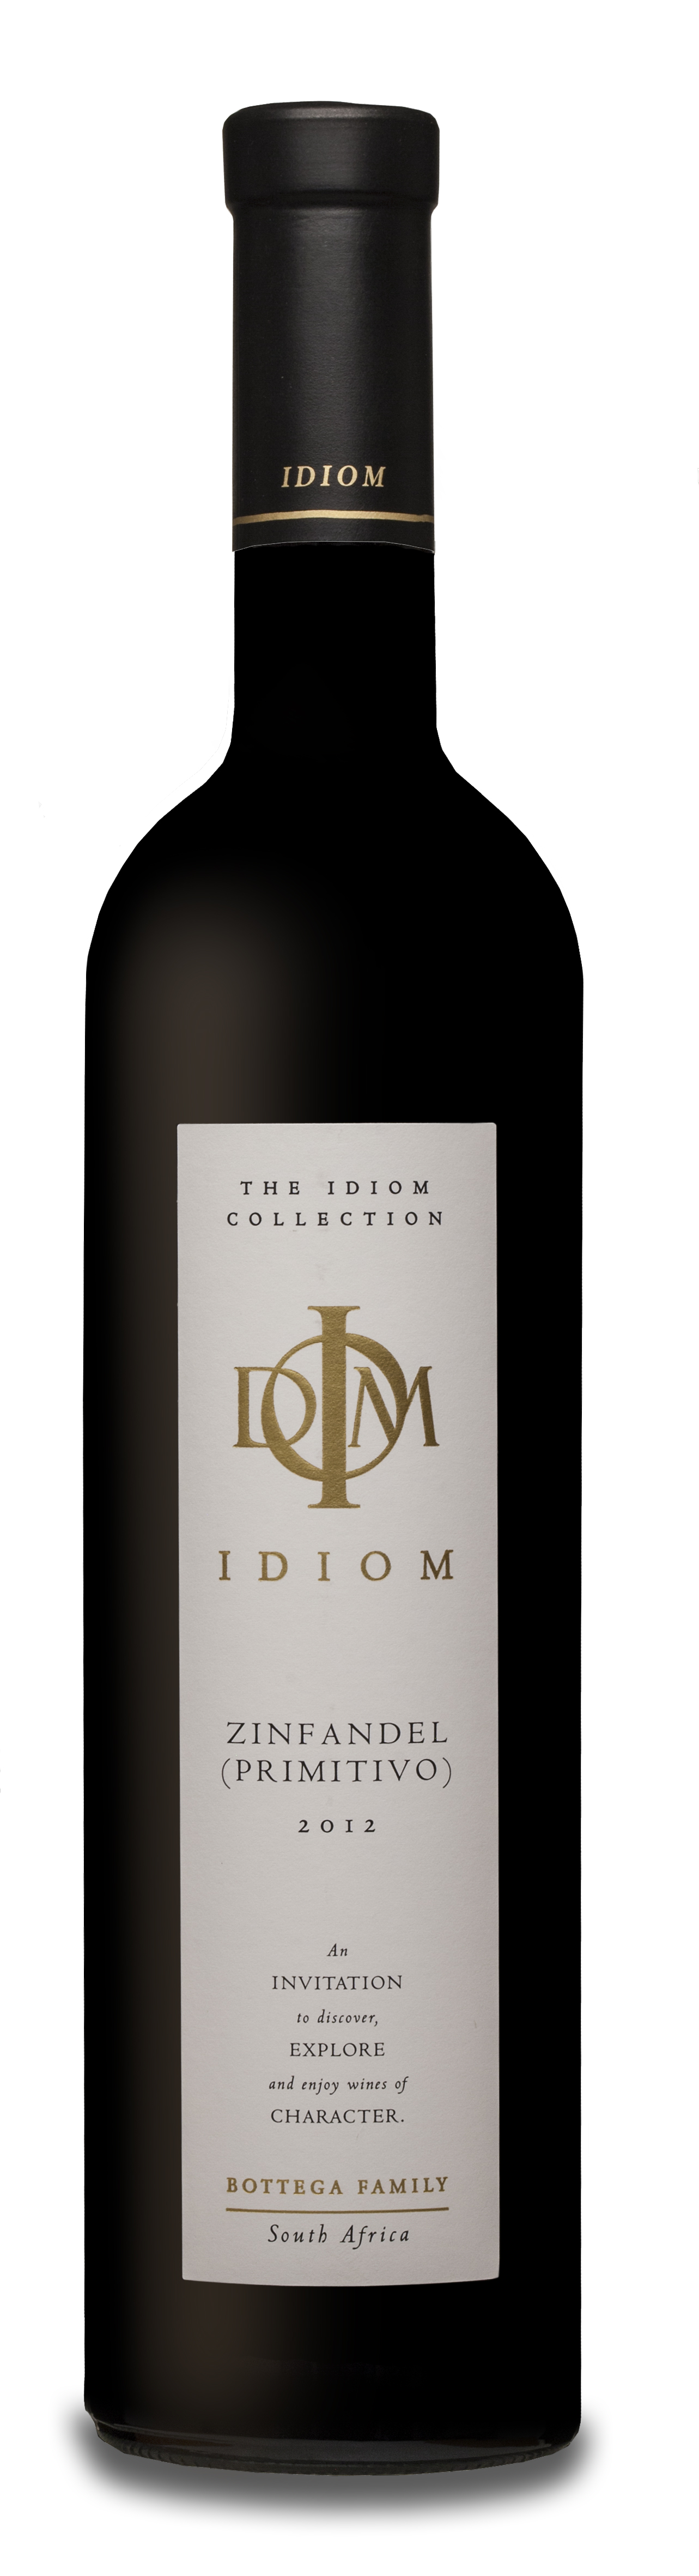 IDIOM
THE IDIOM
COLLECTION
DIOM
IDIOM
ZINFANDEL
(PRIMITIVO)
2012
An
INVITATION
to discover,
EXPLORE
and enjoy wines of
CHARACTER.
BOTTEGA FAMILY
South Africa